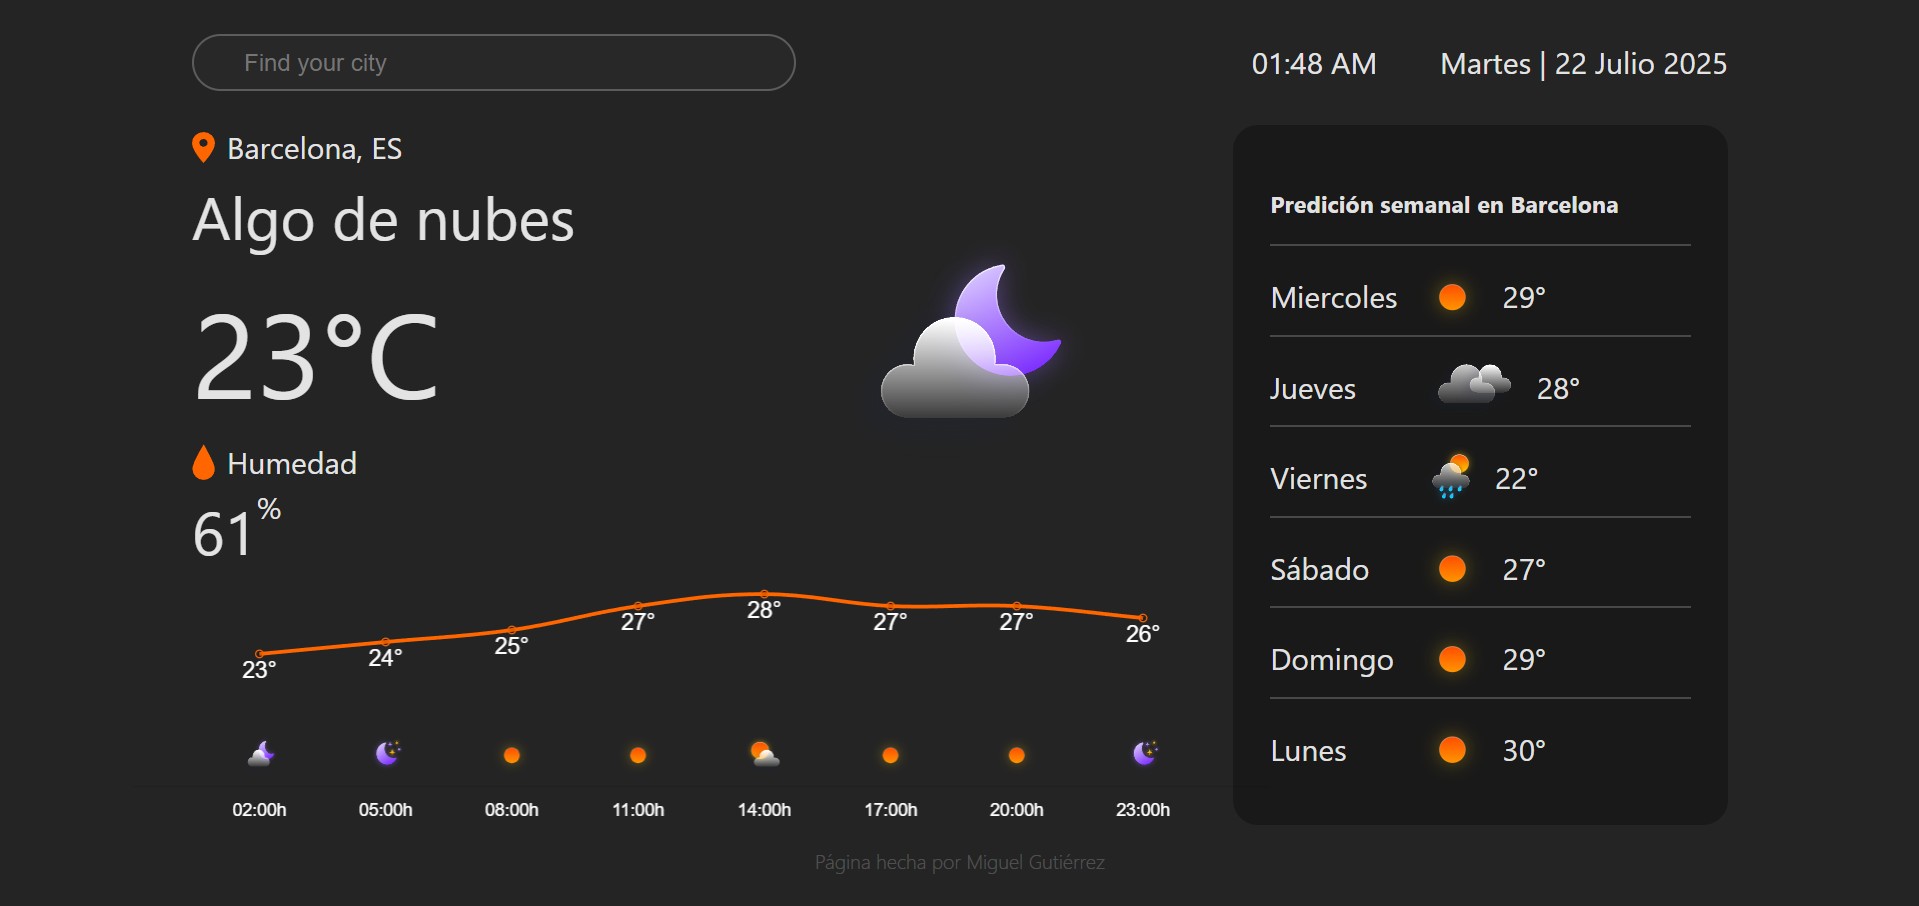 Find your city
01:48 AM
Martes | 22 Julio 2025
Barcelona, ES
Algo de nubes
23°C
Humedad
61%
23° 24° 25° 27° 28° 27° 27° 26°
02:00h 05:00h 08:00h 11:00h 14:00h 17:00h 20:00h 23:00h
Predición semanal en Barcelona
Miercoles 29°
Jueves 28°
Viernes 22°
Sábado 27°
Domingo 29°
Lunes 30°
Página hecha por Miguel Gutiérrez